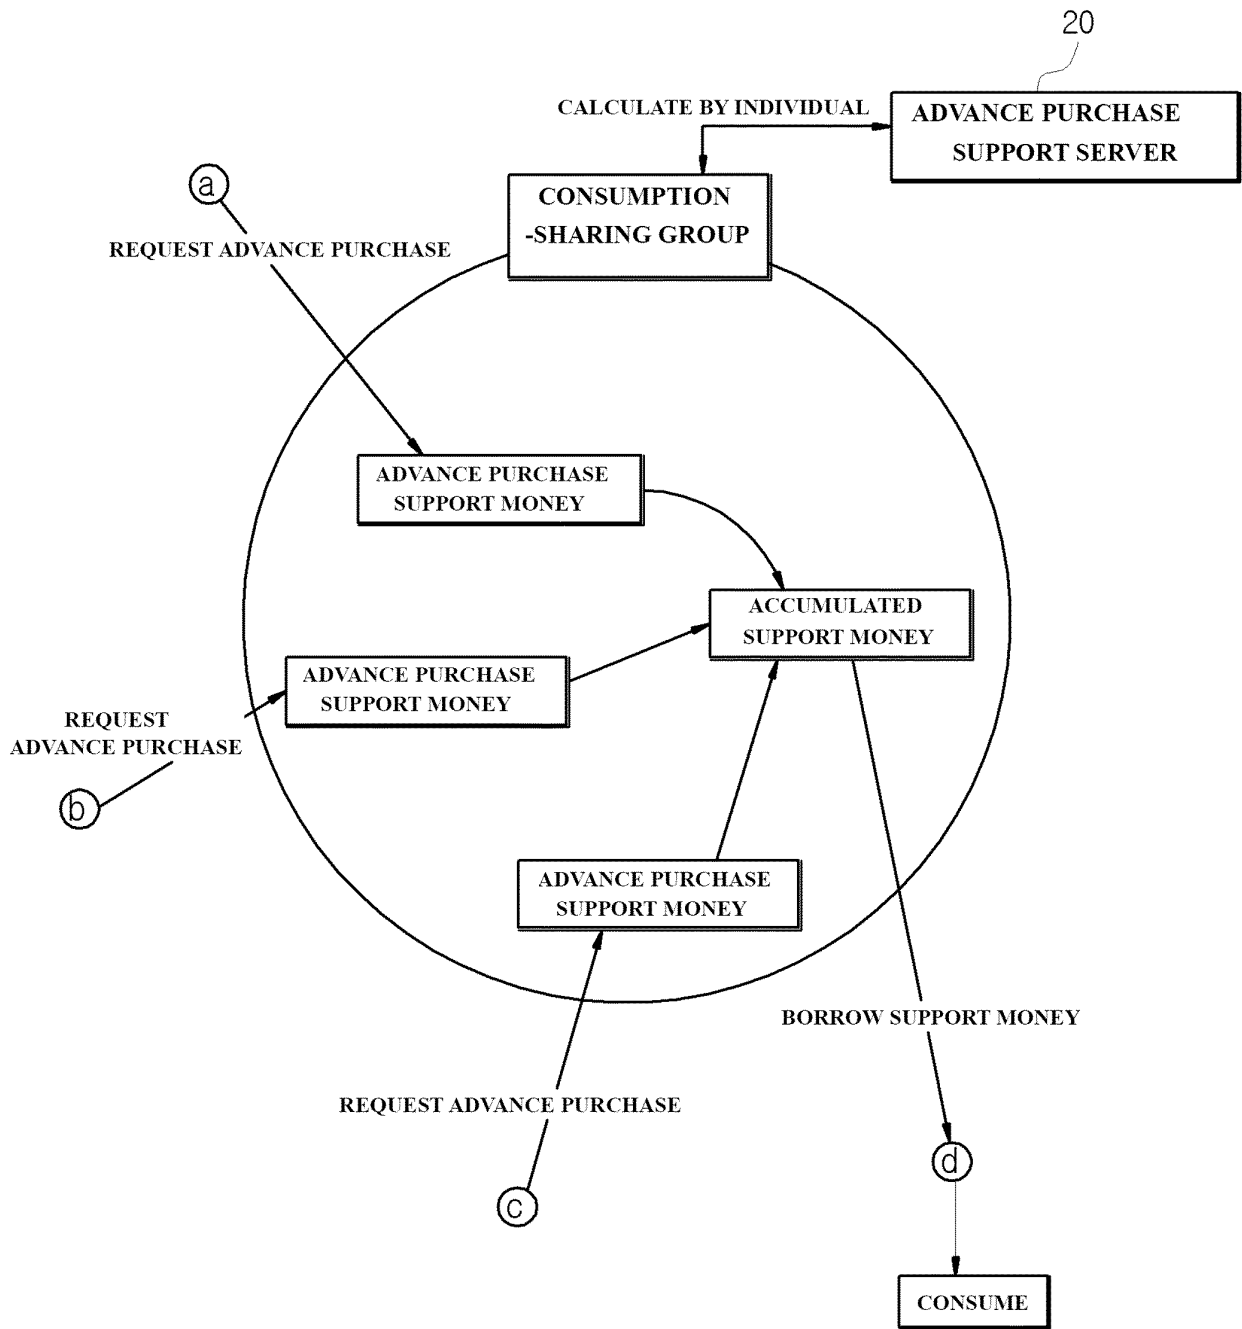 20
CALCULATE BY INDIVIDUAL
ADVANCE PURCHASE
SUPPORT SERVER
a
CONSUMPTION
-SHARING GROUP
REQUEST ADVANCE PURCHASE
ADVANCE PURCHASE
SUPPORT MONEY
ACCUMULATED
SUPPORT MONEY
ADVANCE PURCHASE
SUPPORT MONEY
REQUEST
ADVANCE PURCHASE
b
ADVANCE PURCHASE
SUPPORT MONEY
BORROW SUPPORT MONEY
REQUEST ADVANCE PURCHASE
d
c
CONSUME